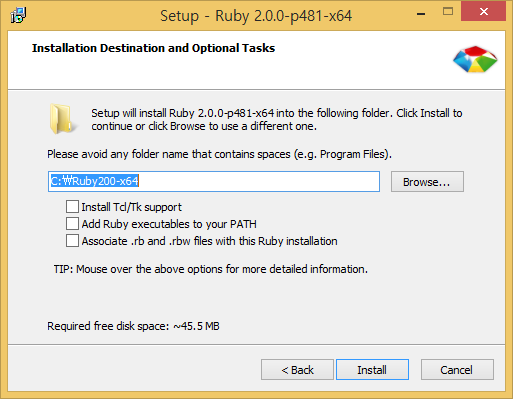 Setup - Ruby 2.0.0-p481-x64
Installation Destination and Optional Tasks
Setup will install Ruby 2.0.0-p481-x64 into the following folder. Click Install to
continue or click Browse to use a different one.
Please avoid any folder name that contains spaces (e.g. Program Files).
C:₩Ruby200-x64
Browse...
Install Tcl/Tk support
Add Ruby executables to your PATH
Associate .rb and .rbw files with this Ruby installation
TIP: Mouse over the above options for more detailed information.
Required free disk space: ~45.5 MB
< Back
Install
Cancel